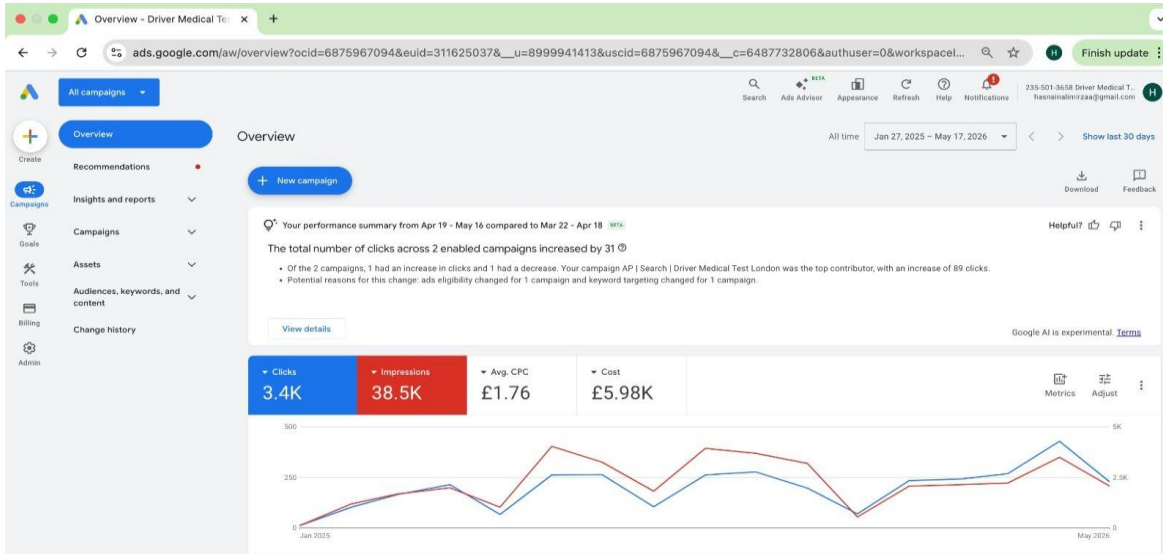 Overview - Driver Medical Te
ads.google.com/aw/overview?ocid=6875967094&euid=311625037&__u=8999941413&uscid=6875967094&__c=6487732806&authuser=0&workspacel...
H
Finish update
All campaigns
Search
Ads Advisor
BETA
Appearance
Refresh
Help
Notifications
235-501-3658 Driver Medical T...
hasnainalimirzaa@gmail.com
H
Create
Campaigns
Goals
Tools
Billing
Admin
Overview
Recommendations
Insights and reports
Campaigns
Assets
Audiences, keywords, and
content
Change history
Overview
All time
Jan 27, 2025 – May 17, 2026
Show last 30 days
New campaign
Download
Feedback
Your performance summary from Apr 19 - May 16 compared to Mar 22 - Apr 18 BETA
Helpful?
The total number of clicks across 2 enabled campaigns increased by 31
• Of the 2 campaigns, 1 had an increase in clicks and 1 had a decrease. Your campaign AP | Search | Driver Medical Test London was the top contributor, with an increase of 89 clicks.
• Potential reasons for this change: ads eligibility changed for 1 campaign and keyword targeting changed for 1 campaign.
View details
Google AI is experimental. Terms
Clicks
3.4K
Impressions
38.5K
Avg. CPC
£1.76
Cost
£5.98K
Metrics
Adjust
500
5K
250
2.5K
0
0
Jan 2025
May 2026